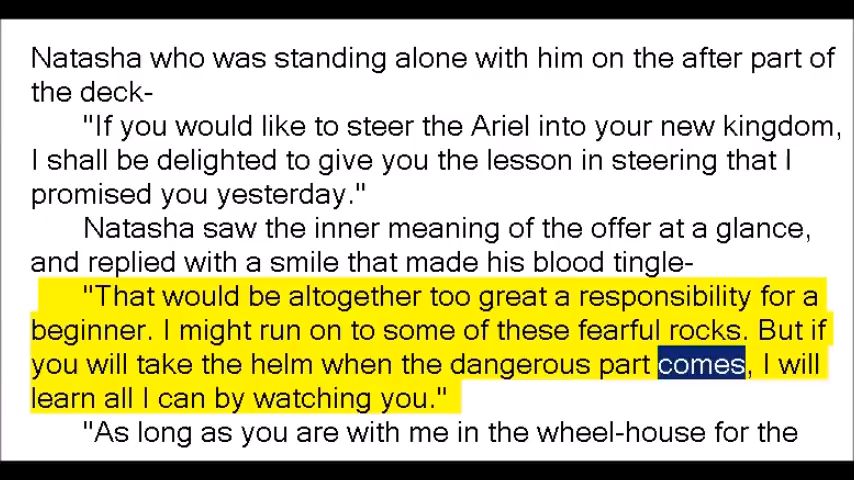 Natasha who was standing alone with him on the after part of
the deck-
"If you would like to steer the Ariel into your new kingdom,
I shall be delighted to give you the lesson in steering that I
promised you yesterday."
Natasha saw the inner meaning of the offer at a glance,
and replied with a smile that made his blood tingle-
"That would be altogether too great a responsibility for a
beginner. I might run on to some of these fearful rocks. But if
you will take the helm when the dangerous part comes, I will
learn all I can by watching you."
"As long as you are with me in the wheel-house for the